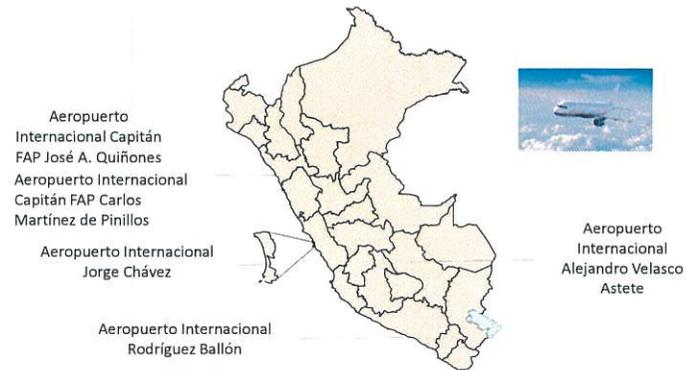 Aeropuerto
Internacional Capitán
FAP José A. Quiñones
Aeropuerto Internacional
Capitán FAP Carlos
Martínez de Pinillos
Aeropuerto Internacional
Jorge Chávez
Aeropuerto Internacional
Rodríguez Ballón
Aeropuerto
Internacional
Alejandro Velasco
Astete